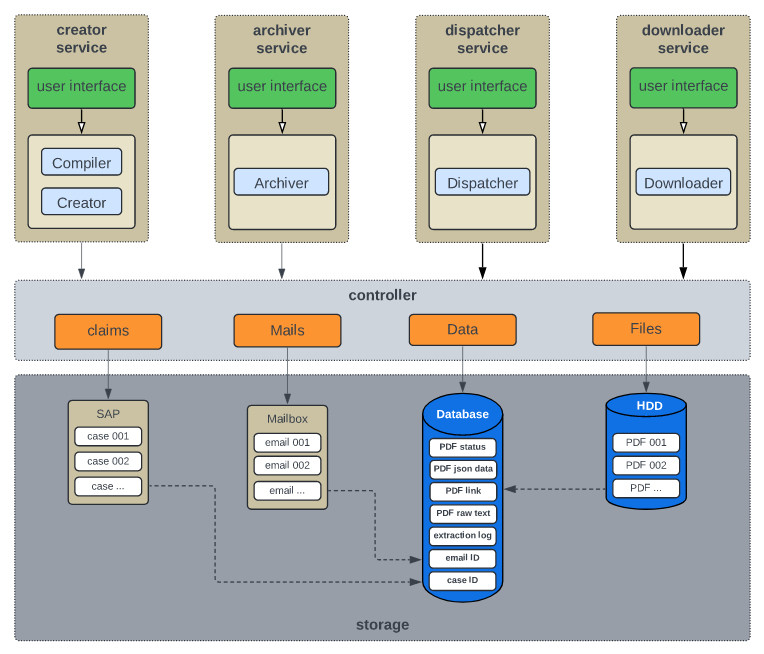 creator
service
archiver
service
dispatcher
service
downloader
service
user interface
user interface
user interface
user interface
Compiler
Creator
Archiver
Dispatcher
Downloader
controller
claims
Mails
Data
Files
SAP
case 001
case 002
case ...
Mailbox
email 001
email 002
email ...
Database
PDF status
PDF json data
PDF link
PDF raw text
extraction log
email ID
case ID
HDD
PDF 001
PDF 002
PDF ...
storage